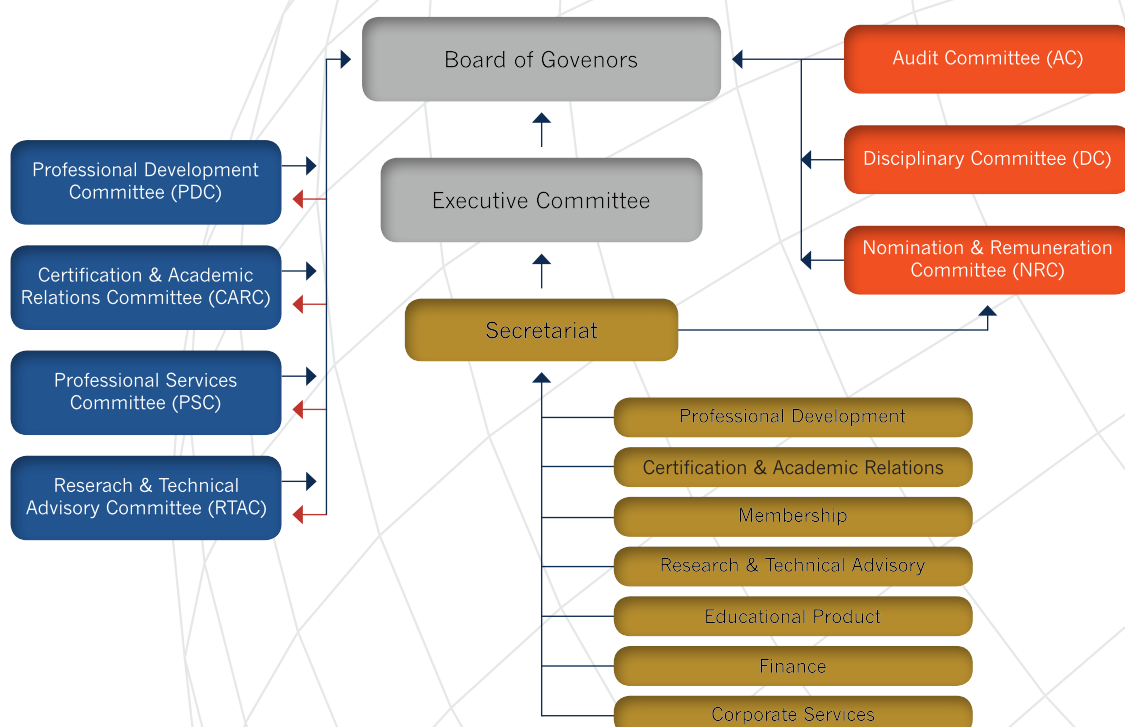 Board of Govenors
Audit Committee (AC)
Professional Development
Committee (PDC)
Disciplinary Committee (DC)
Executive Committee
Certification & Academic
Relations Committee (CARC)
Nomination & Remuneration
Committee (NRC)
Secretariat
Professional Services
Committee (PSC)
Reserach & Technical
Advisory Committee (RTAC)
Professional Development
Certification & Academic Relations
Membership
Research & Technical Advisory
Educational Product
Finance
Corporate Services